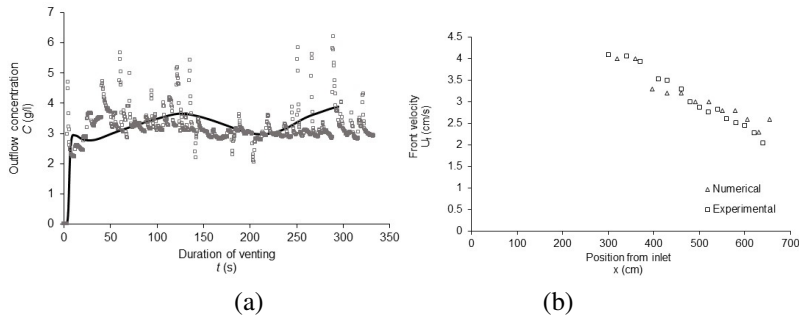 a)
7
6
5
4
3
2
1
0
Outflow concentration
C (g/l)
0 50 100 150 200 250 300 350
Duration of venting
t (s)
(a)
b)
4.5
4
3.5
3
2.5
2
1.5
1
0.5
0
Front velocity
Uf (cm/s)
Numerical
Experimental
0 100 200 300 400 500 600 700
Position from inlet
x (cm)
(b)